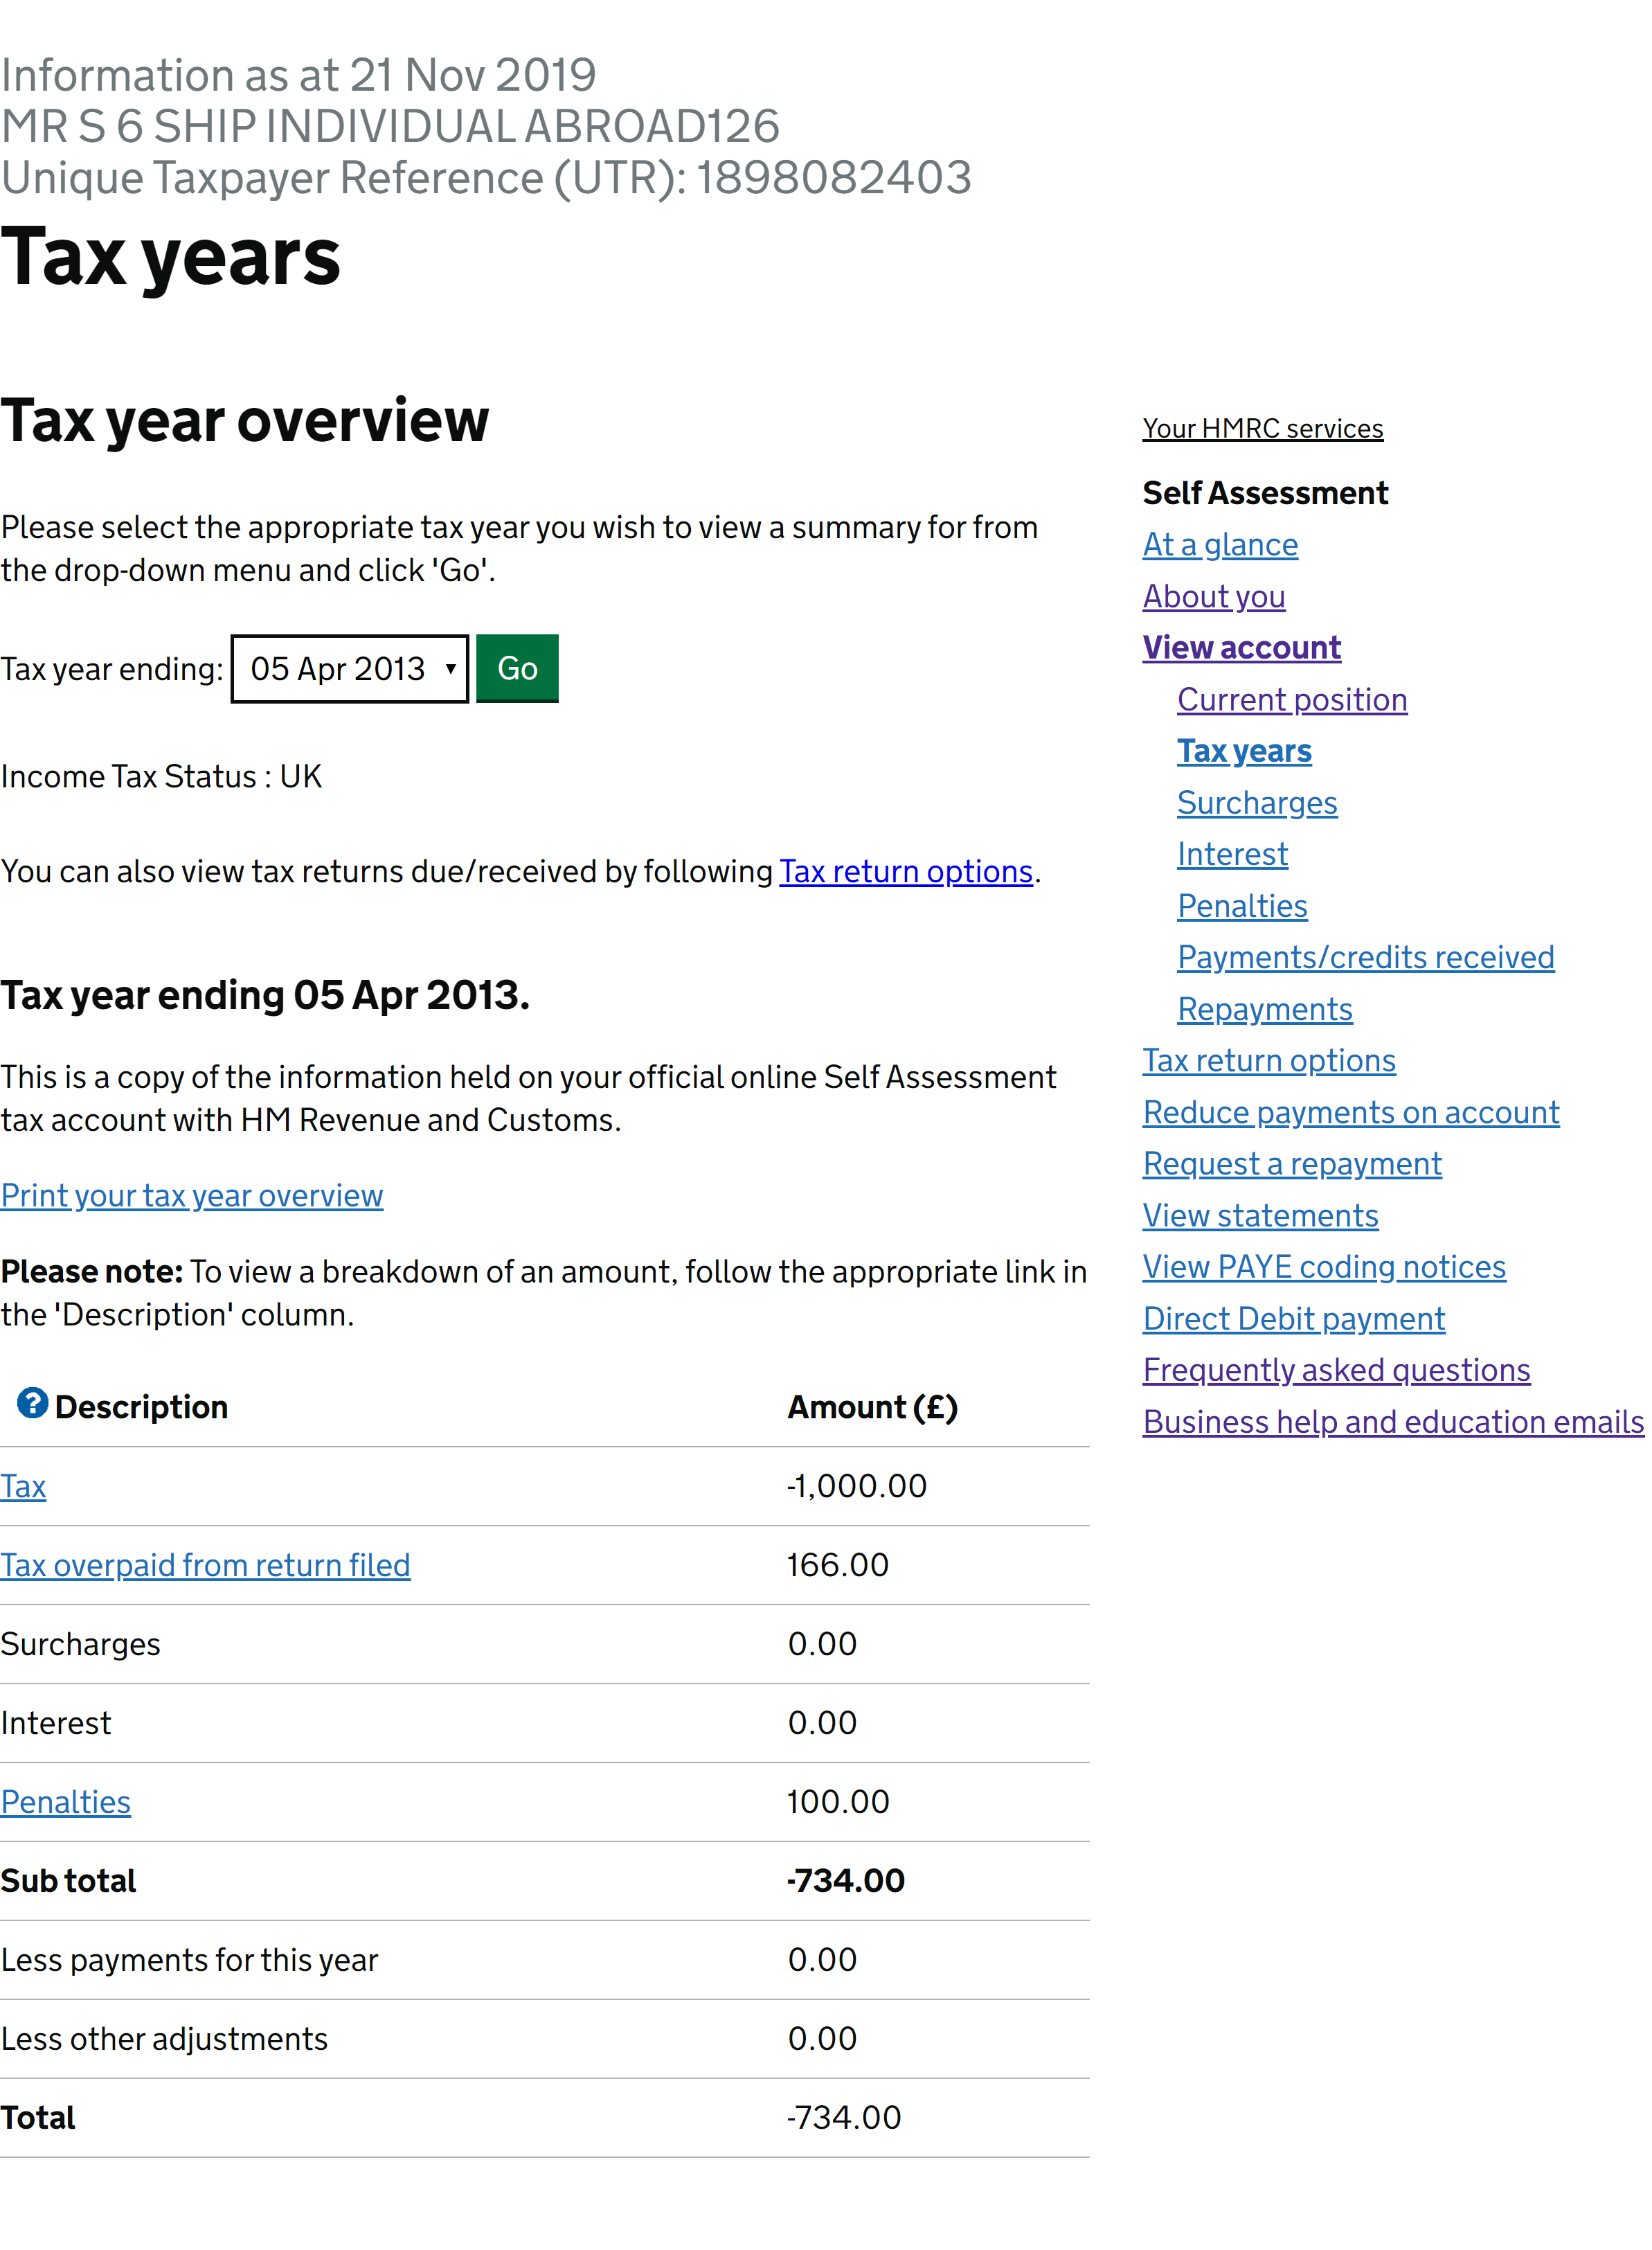 Information as at 21 Nov 2019
MR S 6 SHIP INDIVIDUAL ABROAD126
Unique Taxpayer Reference (UTR): 1898082403
Tax years
Tax year overview
Please select the appropriate tax year you wish to view a summary for from
the drop-down menu and click 'Go'.
Tax year ending: 05 Apr 2013 Go
Income Tax Status : UK
You can also view tax returns due/received by following Tax return options.
Tax year ending 05 Apr 2013.
This is a copy of the information held on your official online Self Assessment
tax account with HM Revenue and Customs.
Print your tax year overview
Please note: To view a breakdown of an amount, follow the appropriate link in
the 'Description' column.
? Description Amount (£)
Tax -1,000.00
Tax overpaid from return filed 166.00
Surcharges 0.00
Interest 0.00
Penalties 100.00
Sub total -734.00
Less payments for this year 0.00
Less other adjustments 0.00
Total -734.00
Your HMRC services
Self Assessment
At a glance
About you
View account
Current position
Tax years
Surcharges
Interest
Penalties
Payments/credits received
Repayments
Tax return options
Reduce payments on account
Request a repayment
View statements
View PAYE coding notices
Direct Debit payment
Frequently asked questions
Business help and education emails